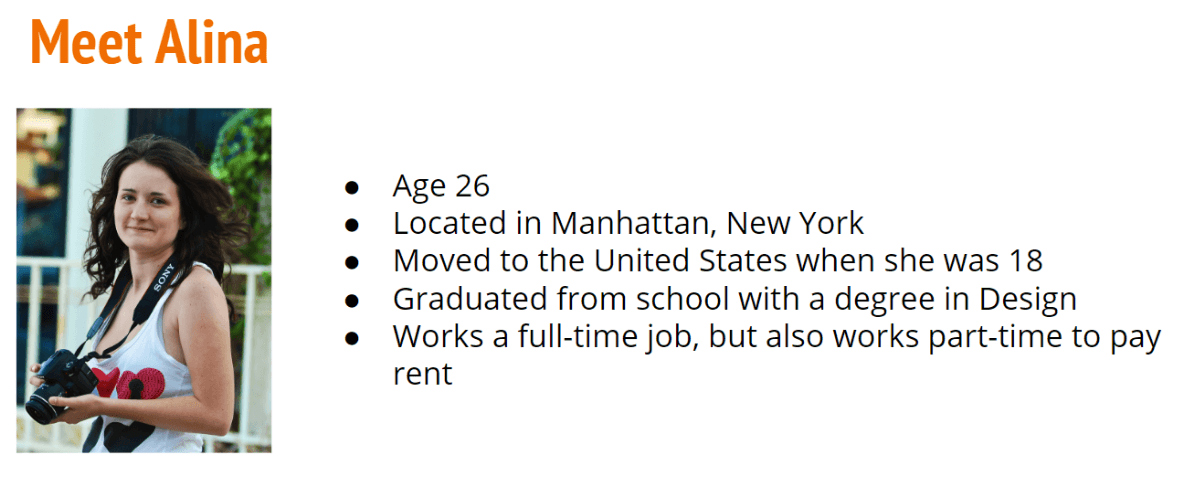 Meet Alina
SONY
● Age 26
● Located in Manhattan, New York
● Moved to the United States when she was 18
● Graduated from school with a degree in Design
● Works a full-time job, but also works part-time to pay
rent